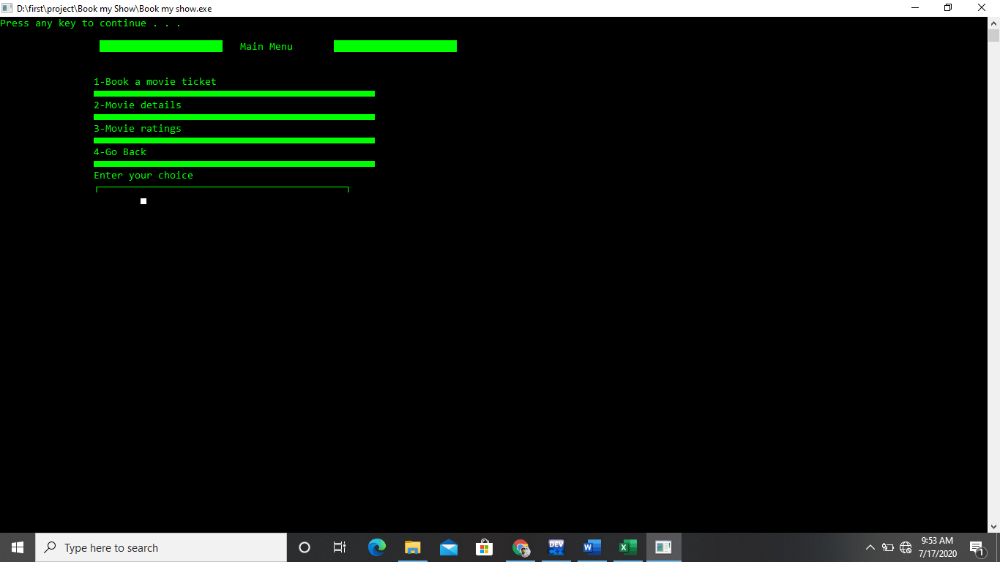 D:\first\project\Book my Show\Book my show.exe
Press any key to continue . . .
Main Menu
1-Book a movie ticket
2-Movie details
3-Movie ratings
4-Go Back
Enter your choice
Type here to search
DEV
9:53 AM
7/17/2020
1